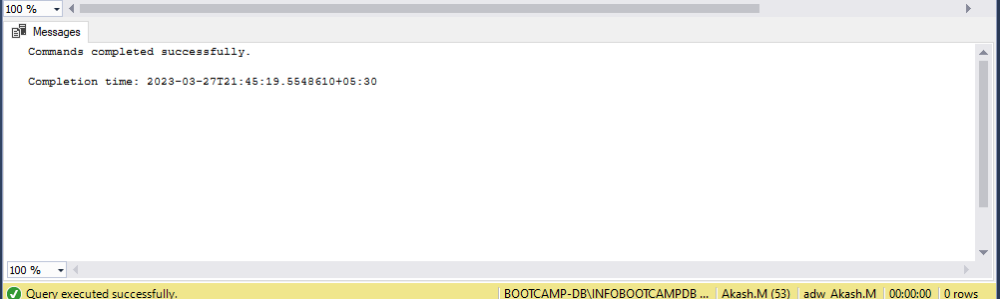 100 %
Messages
Commands completed successfully.
Completion time: 2023-03-27T21:45:19.5548610+05:30
100 %
Query executed successfully. BOOTCAMP-DB\INFOBOOTCAMPDB ... Akash.M (53) adw_Akash.M 00:00:00 0 rows